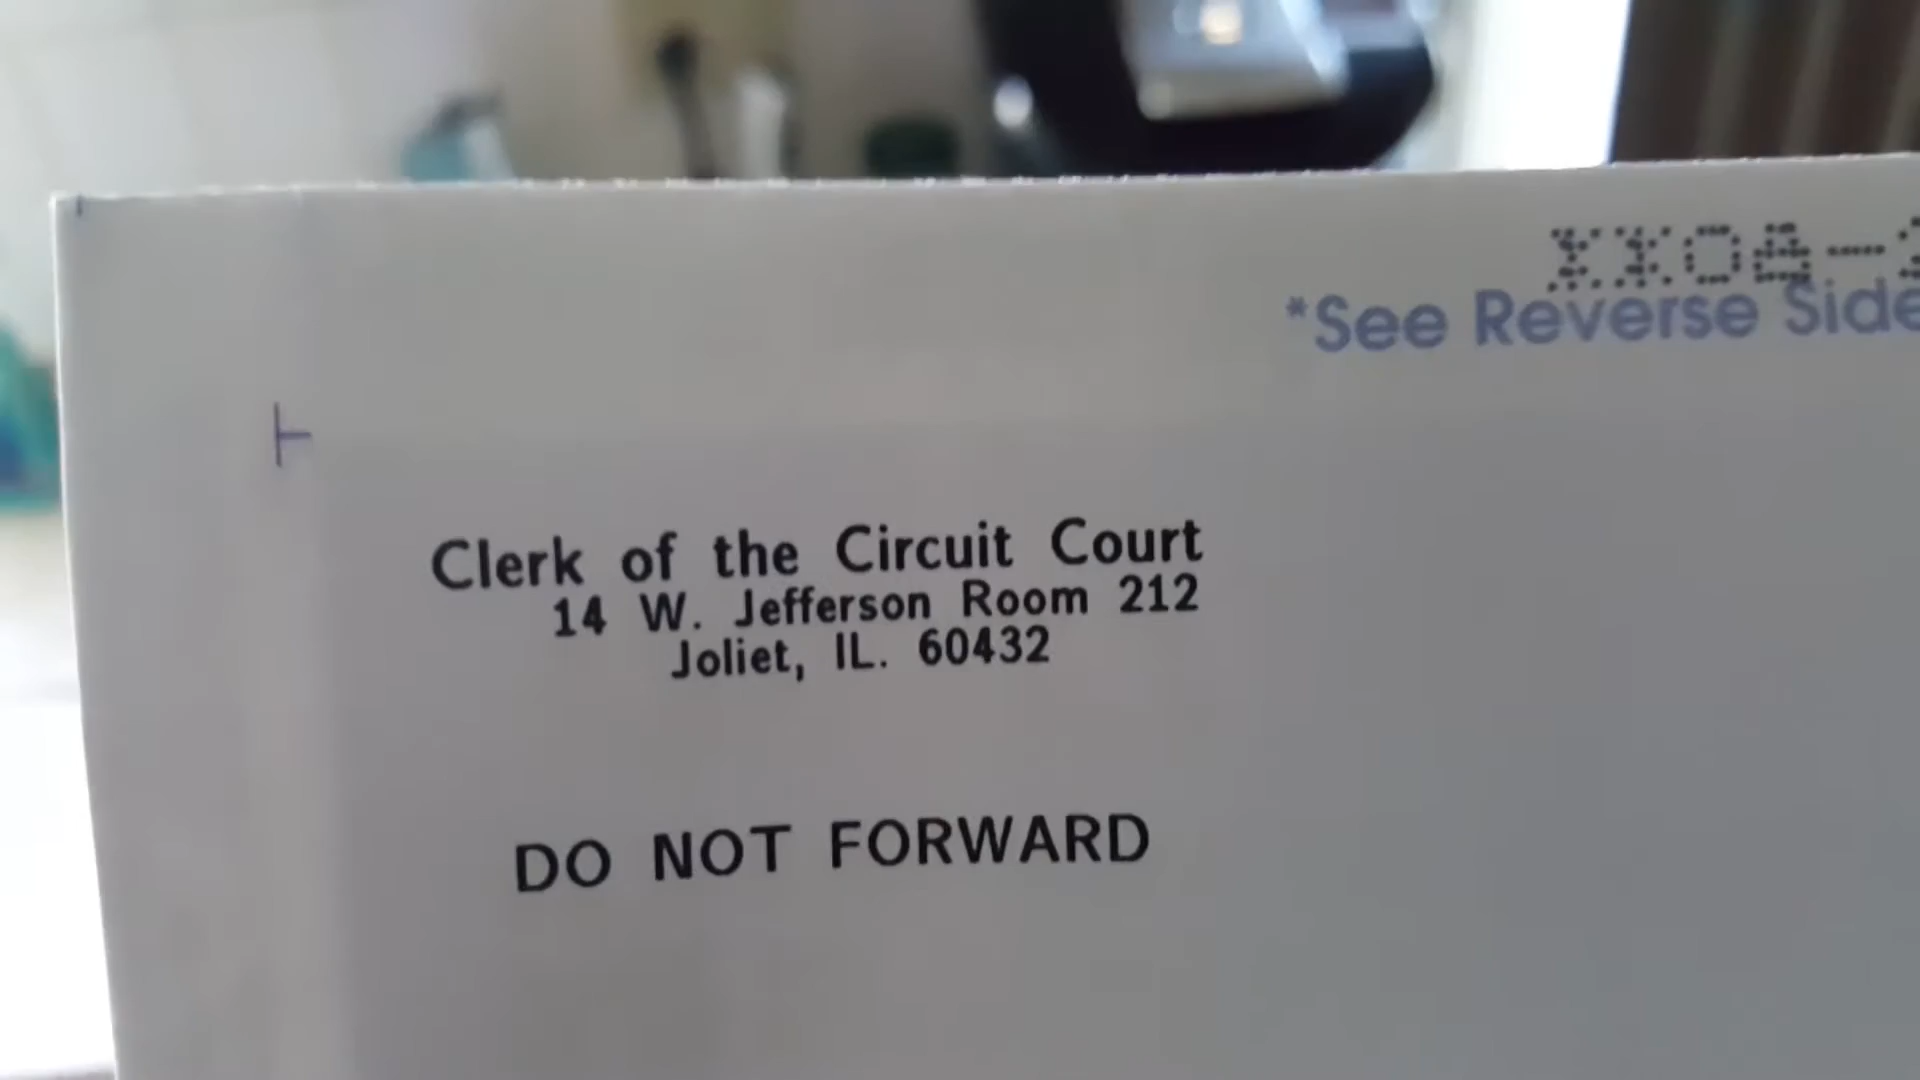 *See Reverse Side
Clerk of the Circuit Court
14 W. Jefferson Room 212
Joliet, IL. 60432
DO NOT FORWARD